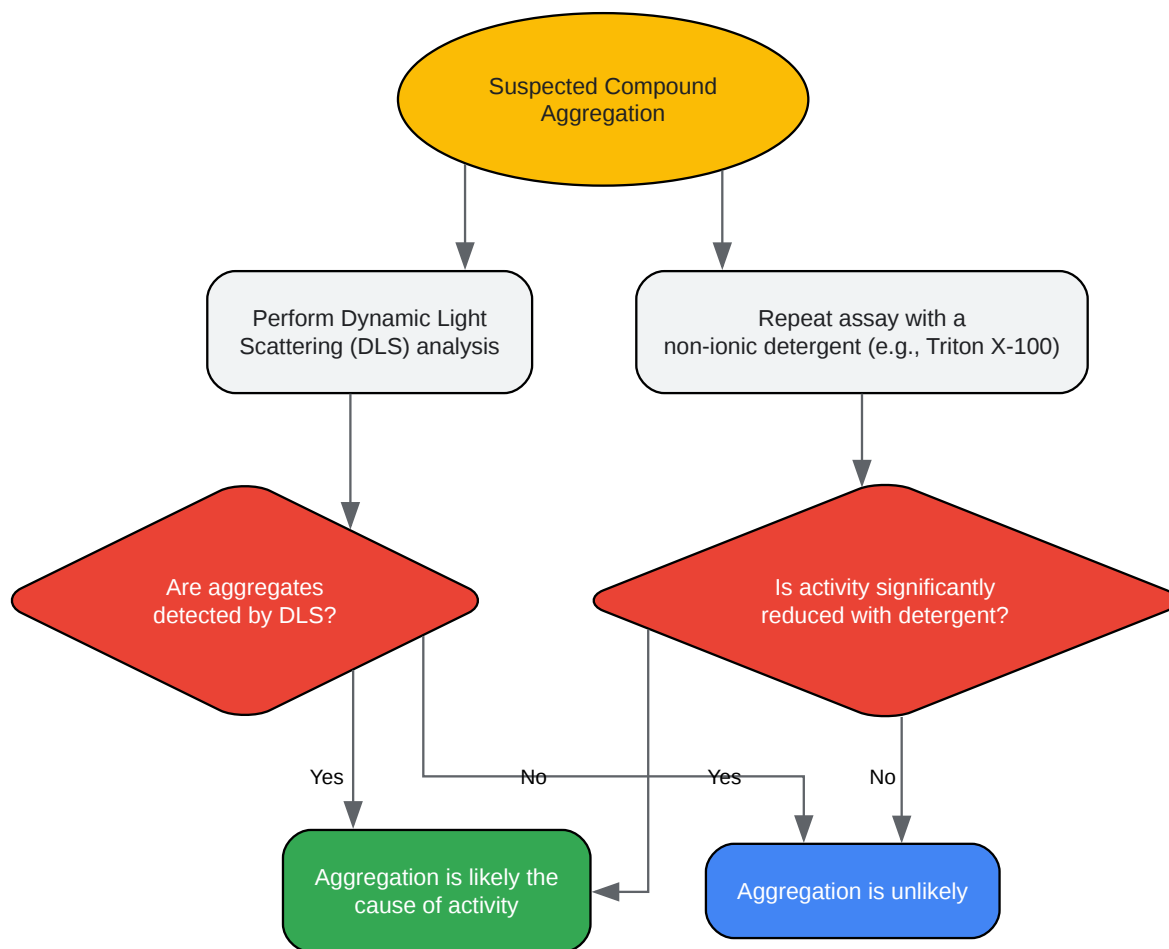 Suspected Compound
Aggregation
Perform Dynamic Light
Scattering (DLS) analysis
Repeat assay with a
non-ionic detergent (e.g., Triton X-100)
Are aggregates
detected by DLS?
Is activity significantly
reduced with detergent?
Yes
No
Yes
No
Aggregation is likely the
cause of activity
Aggregation is unlikely